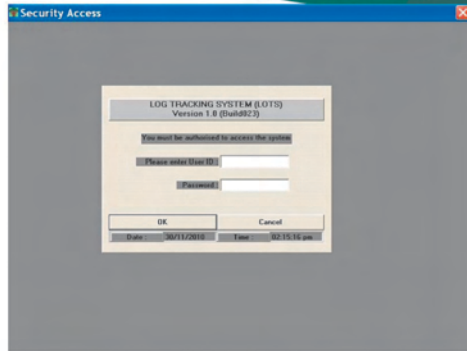 Security Access
LOG TRACKING SYSTEM (LOTS)
Version 1.0 (Build023)
You must be authorised to access the system
Please enter User ID :
Password :
OK Cancel
Date : 30/11/2010 Time : 02:15:16 pm